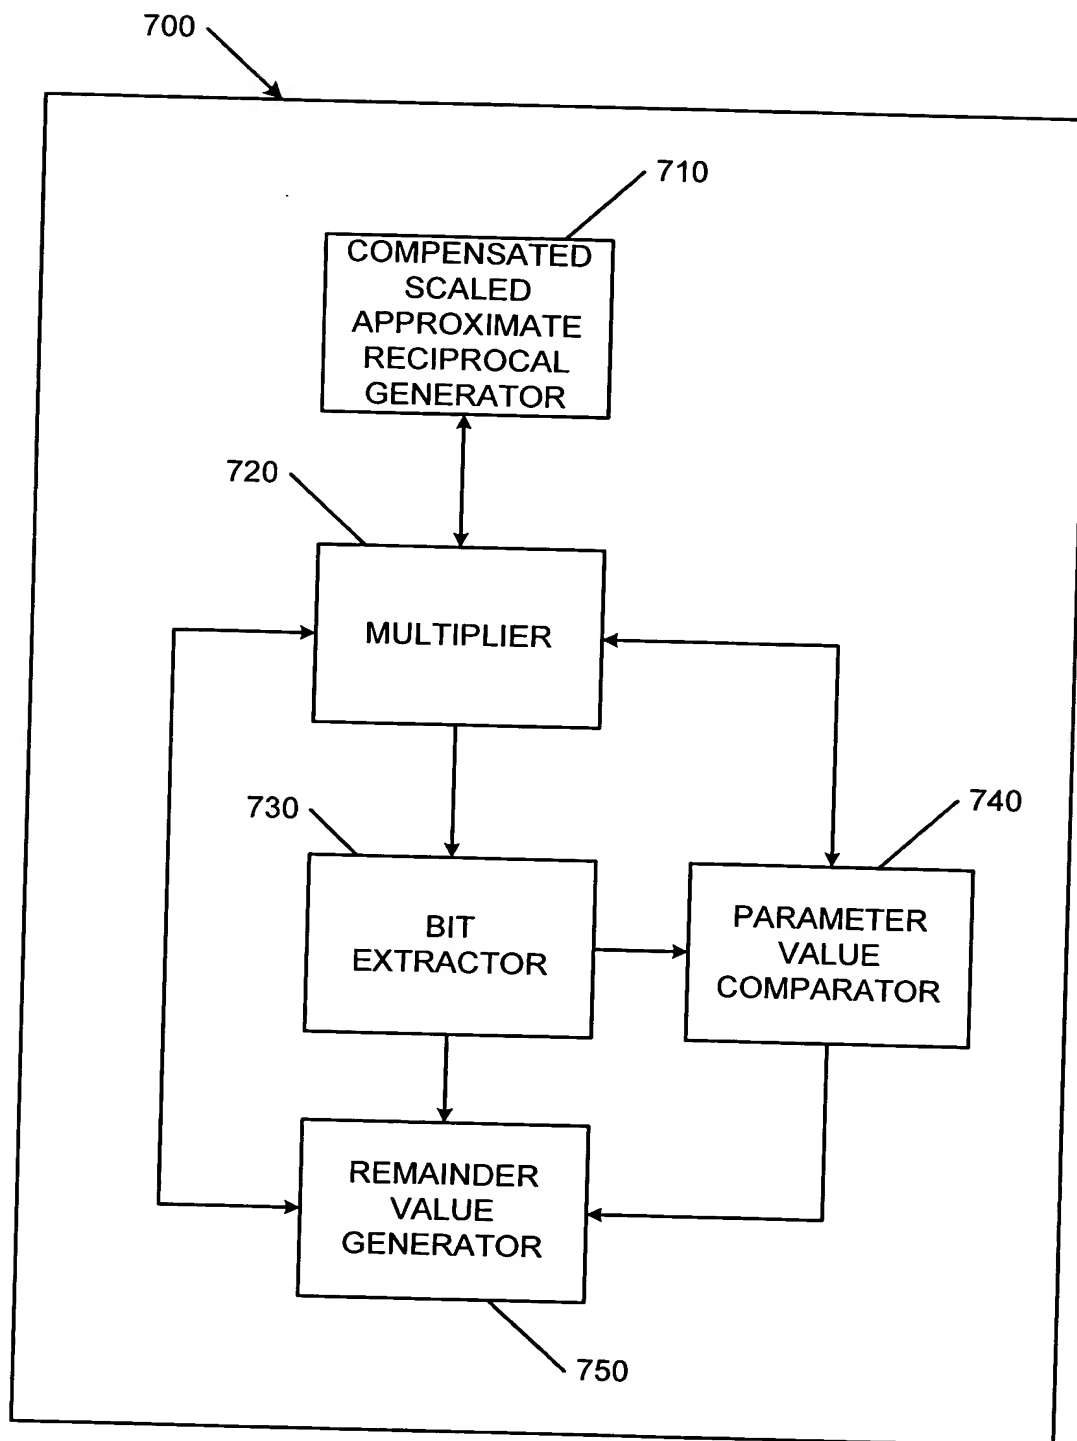 700
710
COMPENSATED
SCALED
APPROXIMATE
RECIPROCAL
GENERATOR
720
MULTIPLIER
730
740
BIT
EXTRACTOR
PARAMETER
VALUE
COMPARATOR
REMAINDER
VALUE
GENERATOR
750